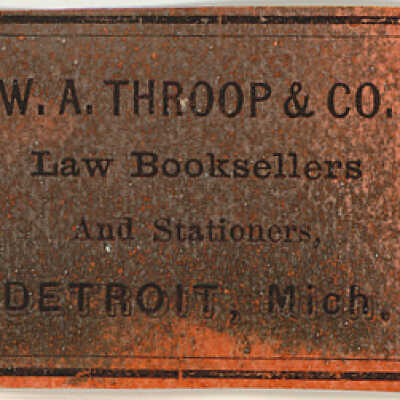 W. A. THROOP & CO.
Law Booksellers
And Stationers,
DETROIT, Mich.